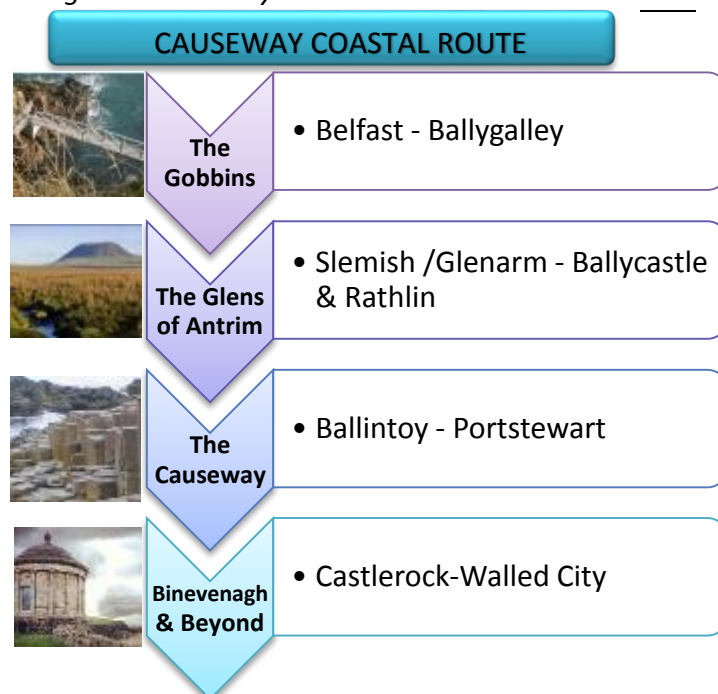 CAUSEWAY COASTAL ROUTE
The
Gobbins
• Belfast - Ballygalley
The Glens
of Antrim
• Slemish /Glenarm - Ballycastle
& Rathlin
The
Causeway
• Ballintoy - Portstewart
Binevenagh
& Beyond
• Castlerock-Walled City